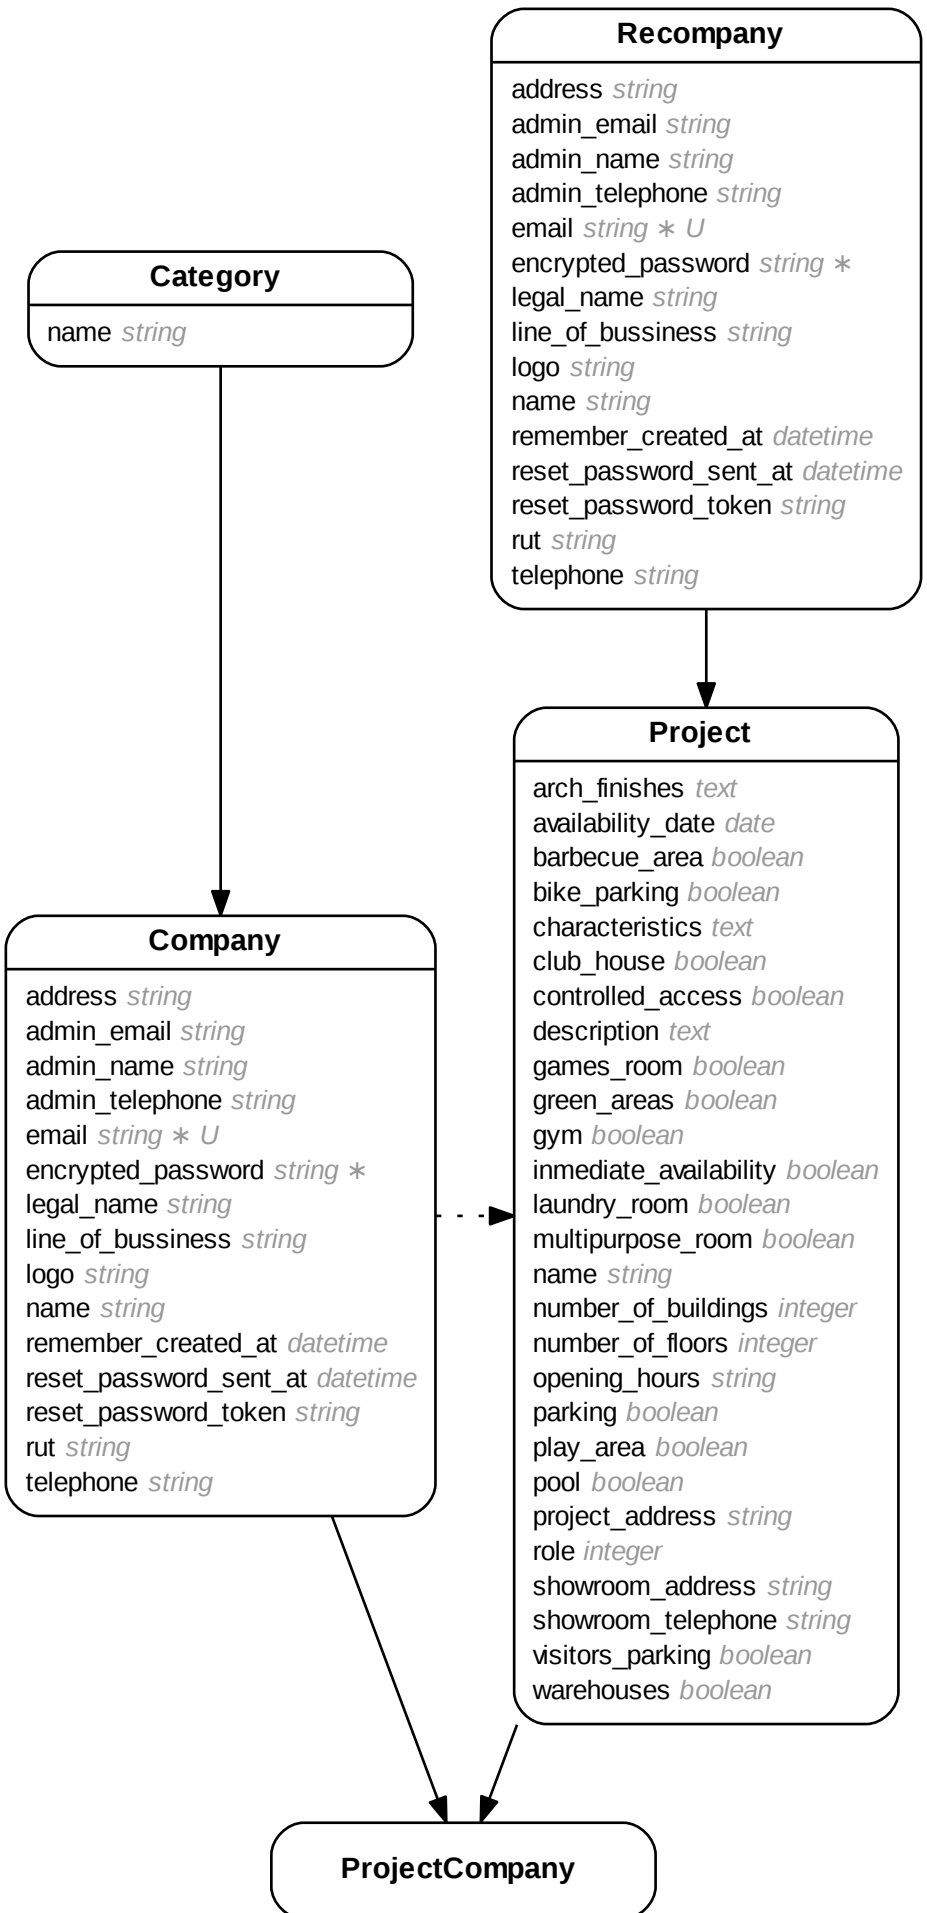 Recompany
address string
admin_email string
admin_name string
admin_telephone string
email string ∗ U
encrypted_password string ∗
legal_name string
line_of_bussiness string
logo string
name string
remember_created_at datetime
reset_password_sent_at datetime
reset_password_token string
rut string
telephone string
Category
name string
Project
arch_finishes text
availability_date date
barbecue_area boolean
bike_parking boolean
characteristics text
club_house boolean
controlled_access boolean
description text
games_room boolean
green_areas boolean
gym boolean
inmediate_availability boolean
laundry_room boolean
multipurpose_room boolean
name string
number_of_buildings integer
number_of_floors integer
opening_hours string
parking boolean
play_area boolean
pool boolean
project_address string
role integer
showroom_address string
showroom_telephone string
visitors_parking boolean
warehouses boolean
Company
address string
admin_email string
admin_name string
admin_telephone string
email string ∗ U
encrypted_password string ∗
legal_name string
line_of_bussiness string
logo string
name string
remember_created_at datetime
reset_password_sent_at datetime
reset_password_token string
rut string
telephone string
ProjectCompany